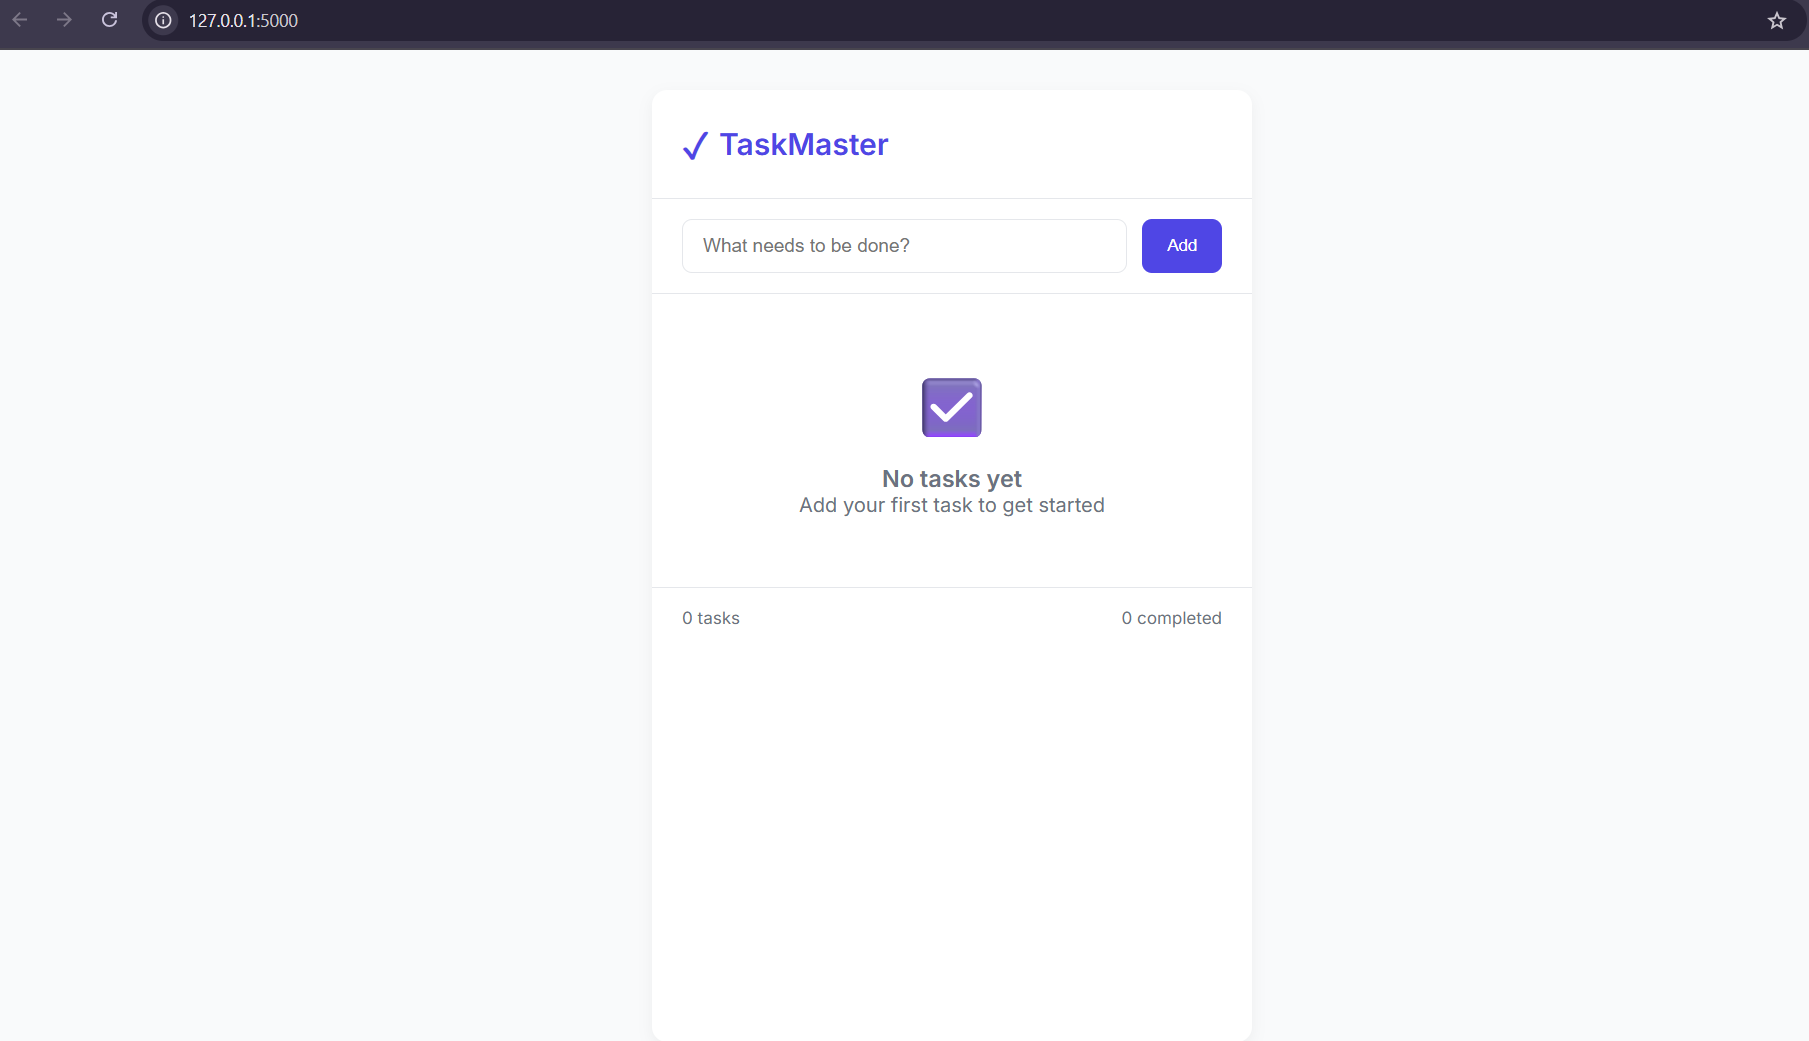 127.0.0.1:5000
✓ TaskMaster
What needs to be done?
Add
No tasks yet
Add your first task to get started
0 tasks
0 completed